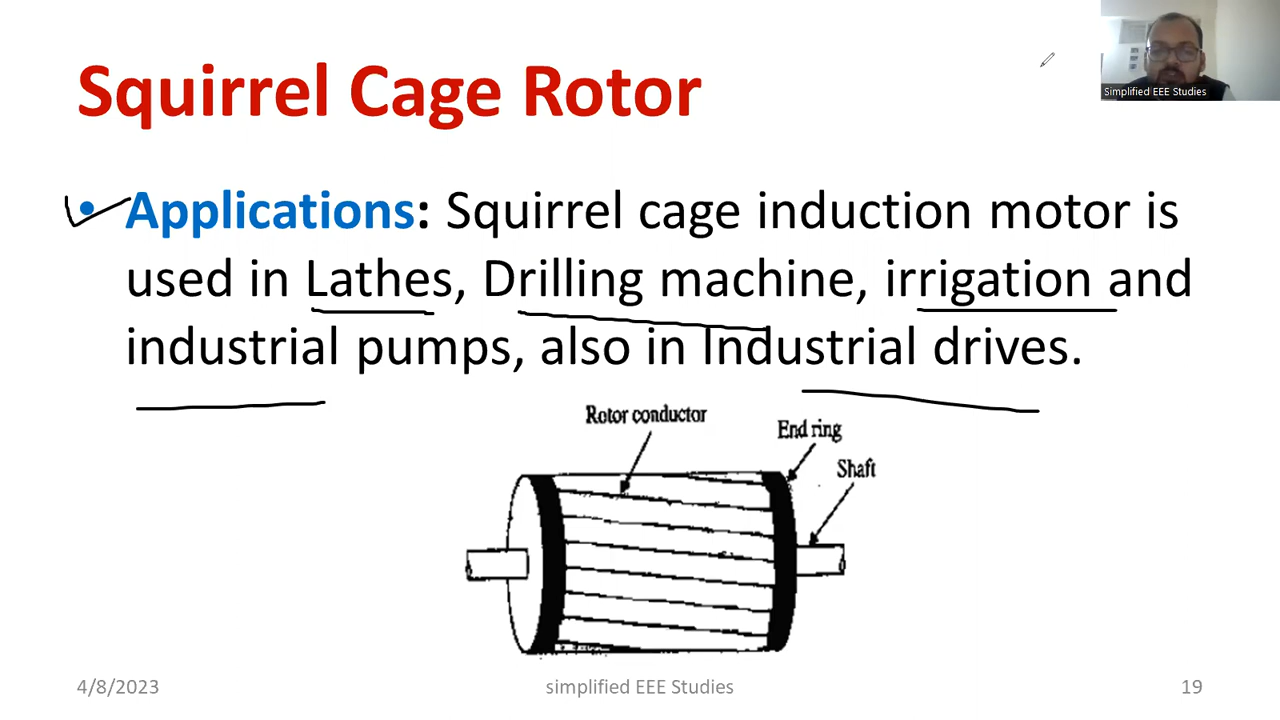 Simplified EEE Studies
Squirrel Cage Rotor
• Applications: Squirrel cage induction motor is
used in Lathes, Drilling machine, irrigation and
industrial pumps, also in Industrial drives.
Rotor conductor
End ring
Shaft
4/8/2023
simplified EEE Studies
19